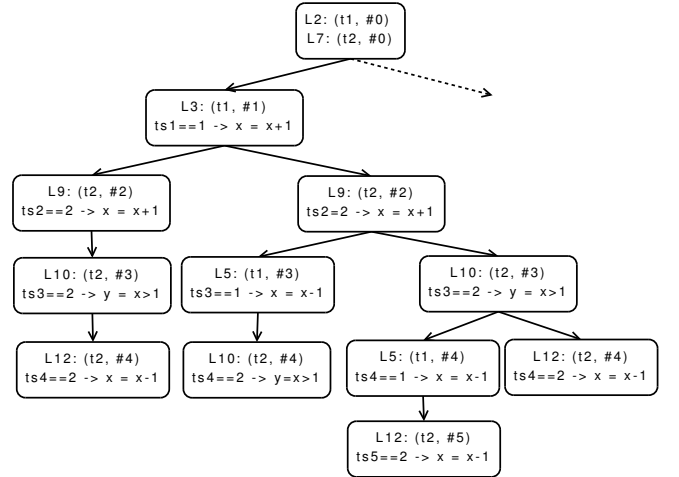 L2: (t1, #0)
L7: (t2, #0)
L3: (t1, #1)
ts1==1 -> x = x+1
L9: (t2, #2)
ts2==2 -> x = x+1
L9: (t2, #2)
ts2=2 -> x = x+1
L10: (t2, #3)
ts3==2 -> y = x>1
L5: (t1, #3)
ts3==1 -> x = x-1
L10: (t2, #3)
ts3==2 -> y = x>1
L12: (t2, #4)
ts4==2 -> x = x-1
L10: (t2, #4)
ts4==2 -> y=x>1
L5: (t1, #4)
ts4==1 -> x = x-1
L12: (t2, #4)
ts4==2 -> x = x-1
L12: (t2, #5)
ts5==2 -> x = x-1